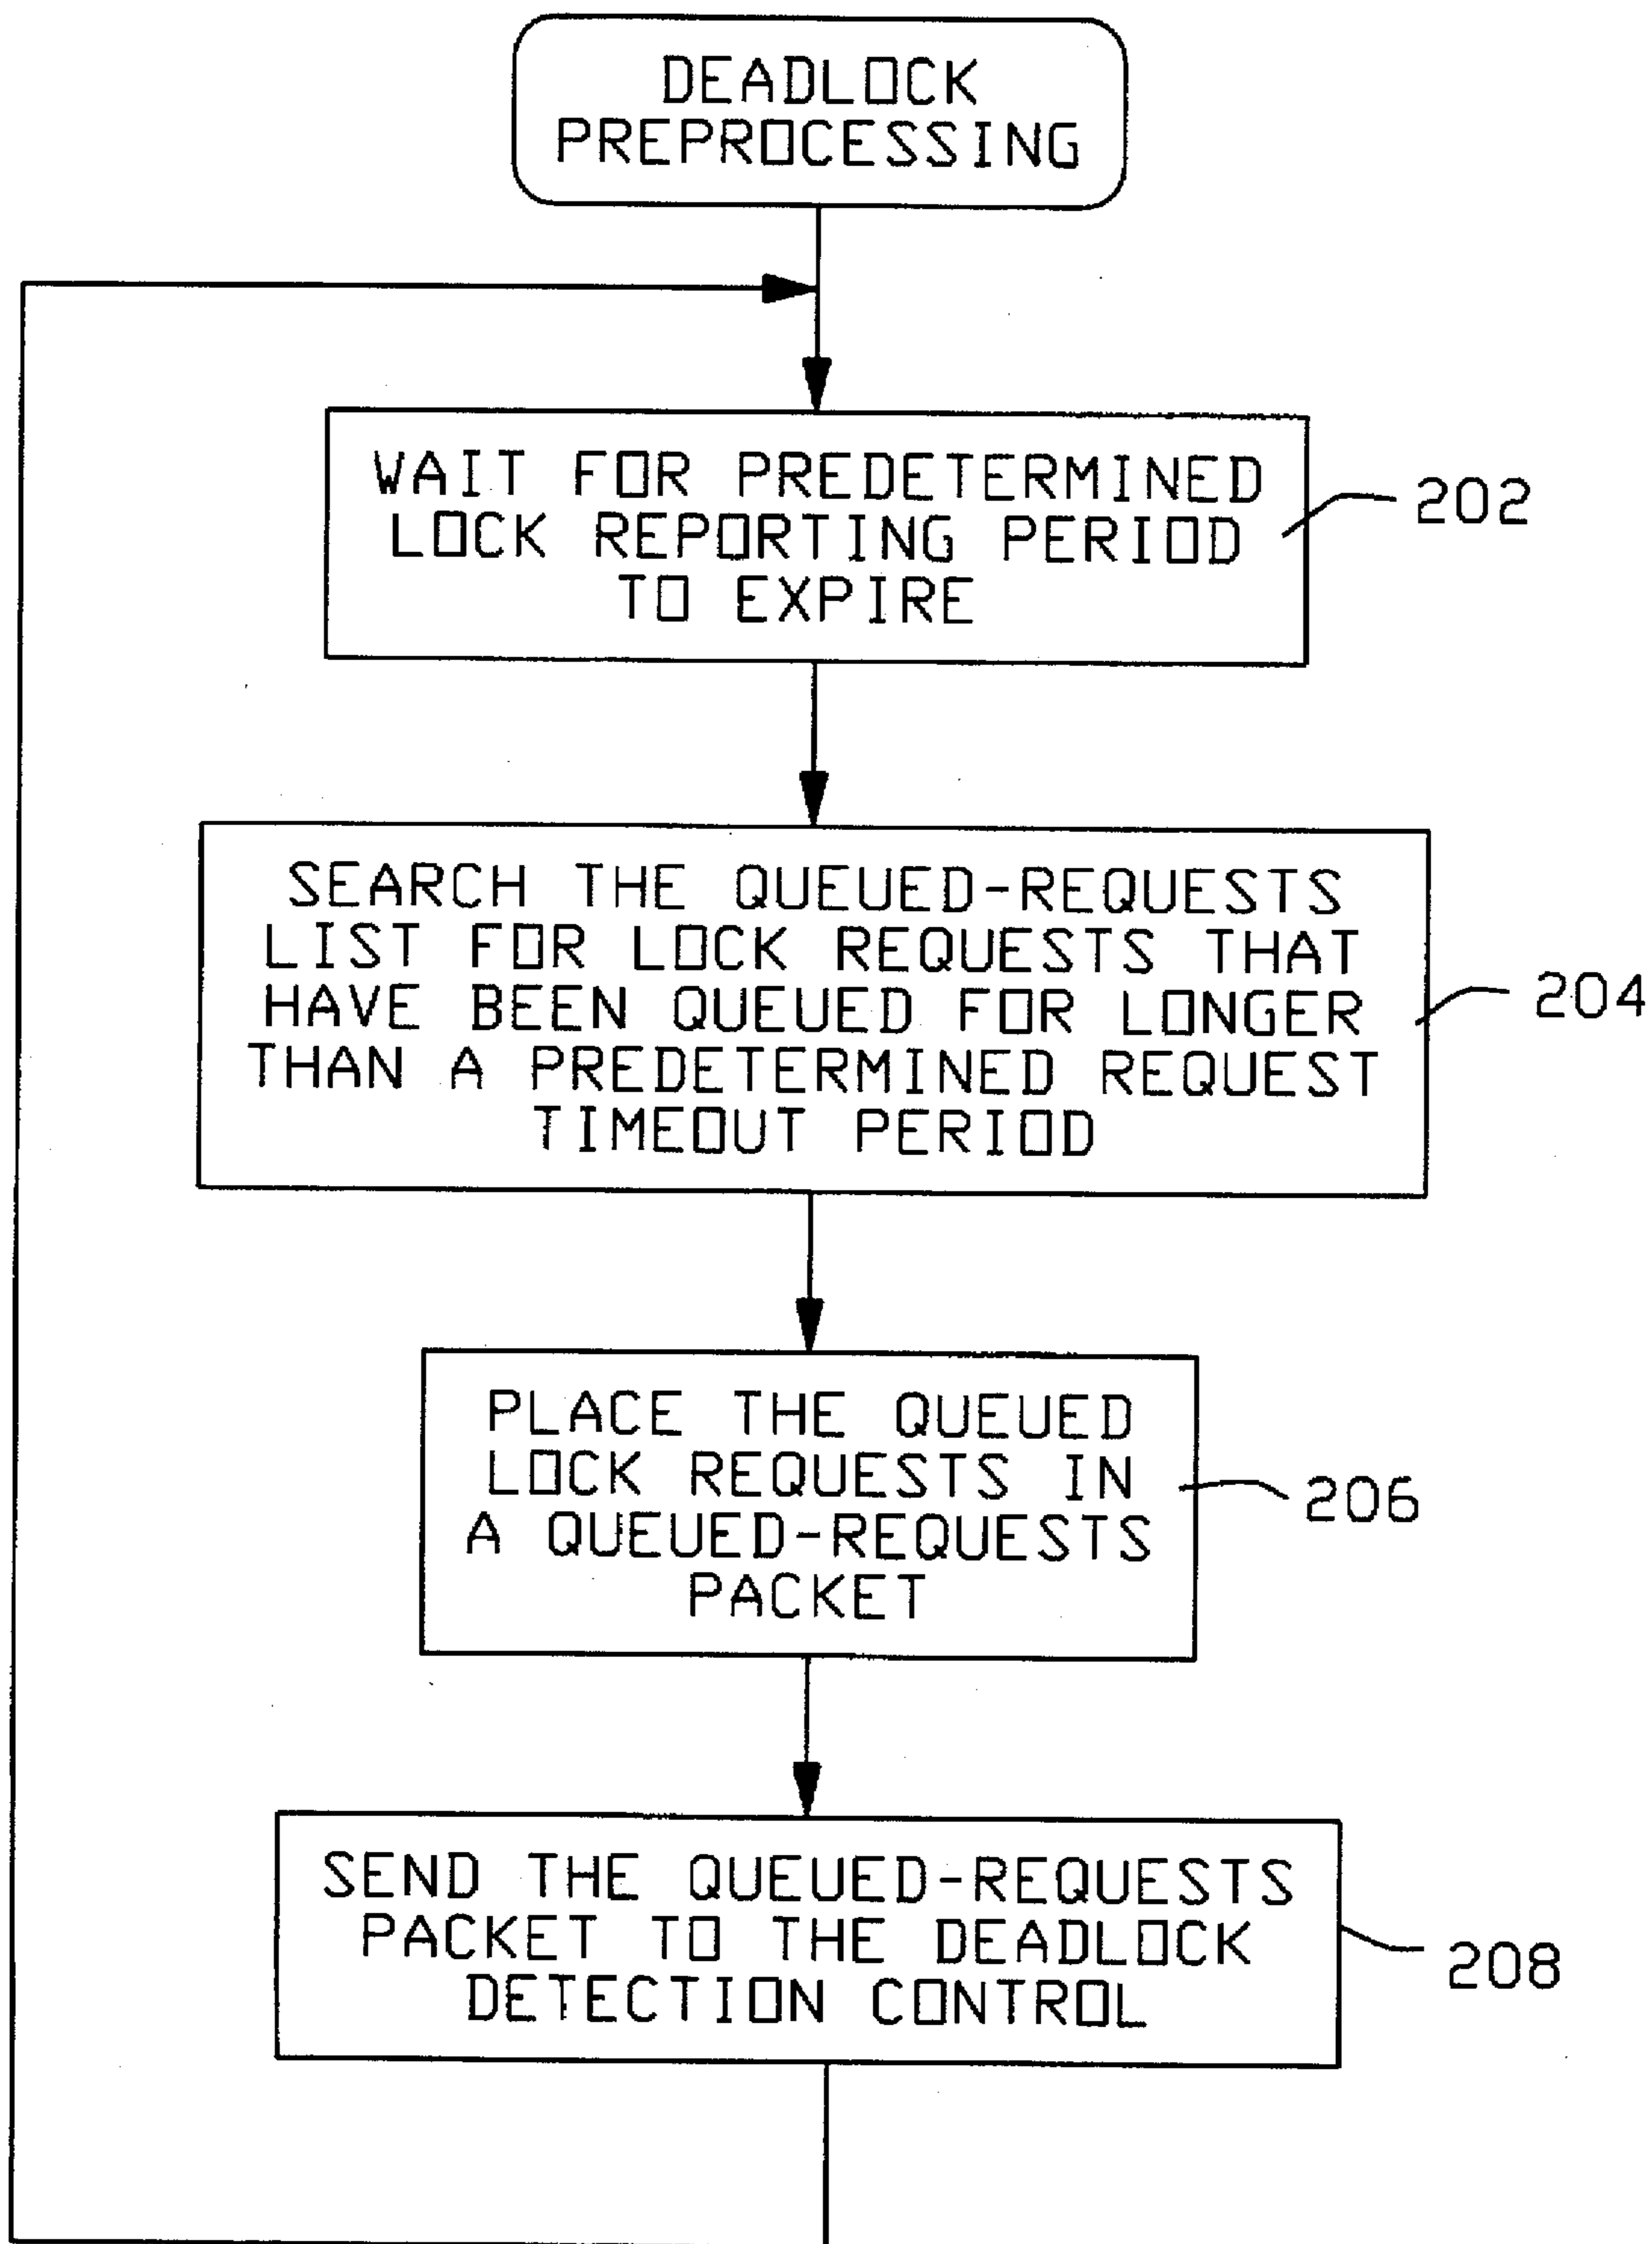 DEADLOCK
PREPROCESSING
WAIT FOR PREDETERMINED
LOCK REPORTING PERIOD
TO EXPIRE
202
SEARCH THE QUEUED-REQUESTS
LIST FOR LOCK REQUESTS THAT
HAVE BEEN QUEUED FOR LONGER
THAN A PREDETERMINED REQUEST
TIMEOUT PERIOD
204
PLACE THE QUEUED
LOCK REQUESTS IN
A QUEUED-REQUESTS
PACKET
206
SEND THE QUEUED-REQUESTS
PACKET TO THE DEADLOCK
DETECTION CONTROL
208